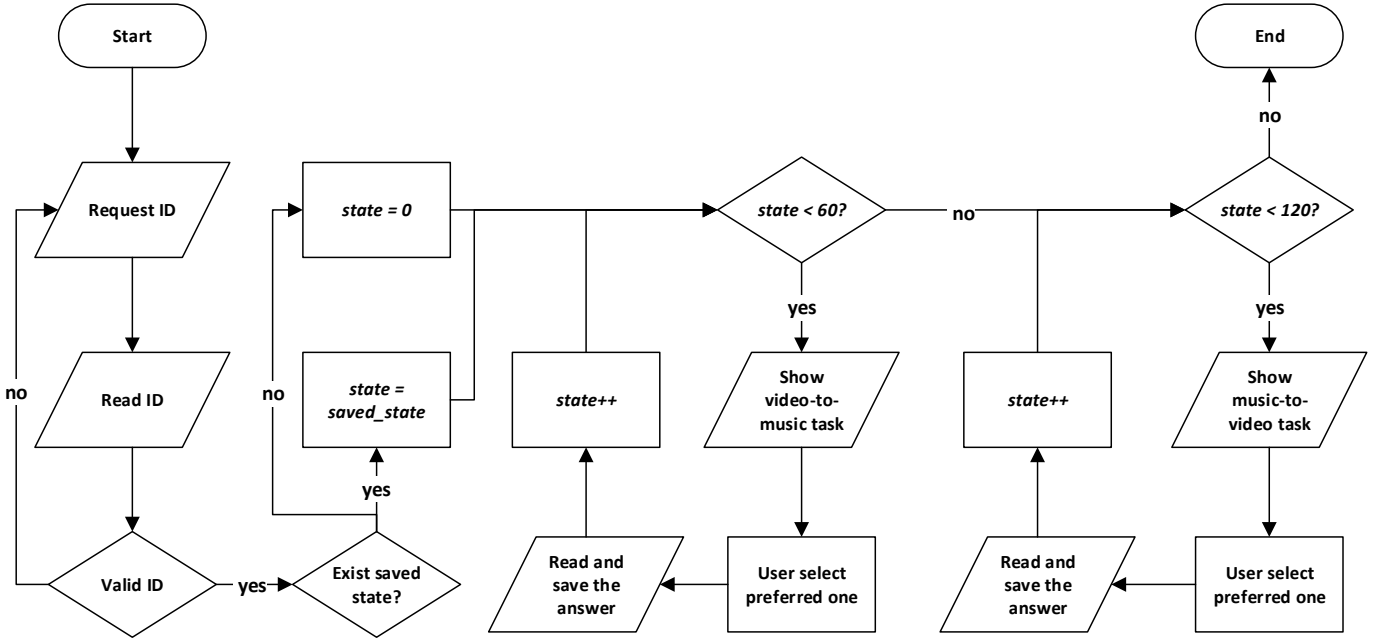 Start
End
no
Request ID
state = 0
state < 60?
no
state < 120?
yes
yes
no
Read ID
no
state =
saved_state
state++
Show
video-to-
music task
state++
Show
music-to-
video task
yes
Valid ID
yes
Exist saved
state?
Read and
save the
answer
User select
preferred one
Read and
save the
answer
User select
preferred one